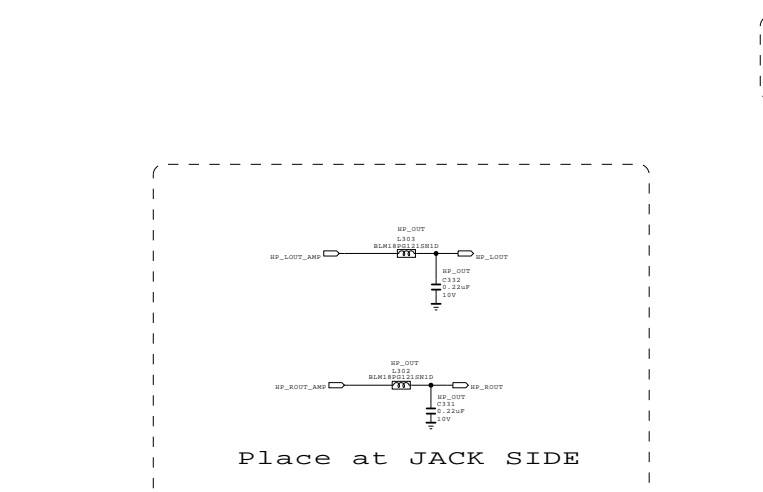 HP_OUT
L303
BLM18PG121SN1D
HP_LOUT_AMP
HP_LOUT
HP_OUT
C332
0.22uF
10V
HP_OUT
L302
BLM18PG121SN1D
HP_ROUT_AMP
HP_ROUT
HP_OUT
C331
0.22uF
10V
Place at JACK SIDE